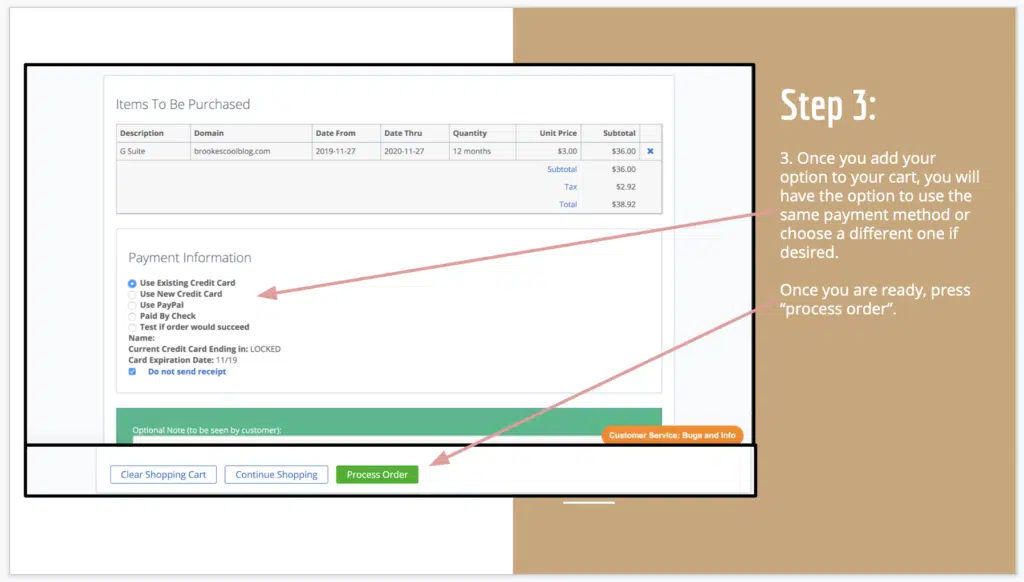 Items To Be Purchased
Description Domain Date From Date Thru Quantity Unit Price Subtotal
G Suite brookescoolblog.com 2019-11-27 2020-11-27 12 months $3.00 $36.00 ×
Subtotal $36.00
Tax $2.92
Total $38.92
Payment Information
Use Existing Credit Card
Use New Credit Card
Use PayPal
Paid By Check
Test if order would succeed
Name:
Current Credit Card Ending in: LOCKED
Card Expiration Date: 11/19
Do not send receipt
Optional Note (to be seen by customer):
Customer Service: Bugs and Info
Clear Shopping Cart Continue Shopping Process Order
Step 3:
3. Once you add your
option to your cart, you will
have the option to use the
same payment method or
choose a different one if
desired.
Once you are ready, press
“process order”.